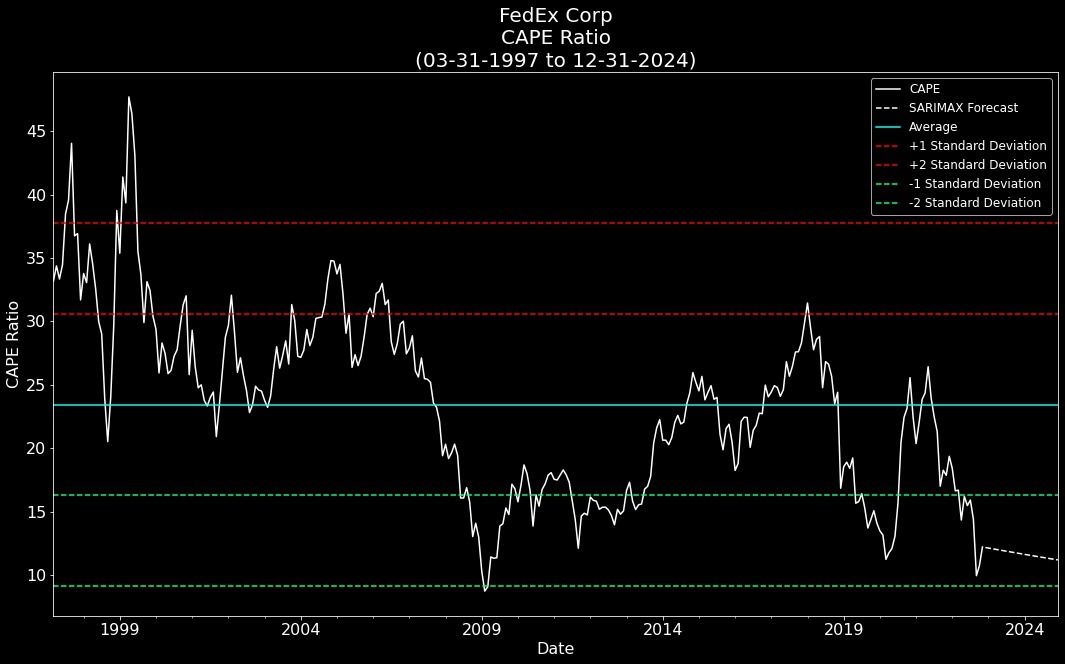 FedEx Corp
CAPE Ratio
(03-31-1997 to 12-31-2024)
CAPE
SARIMAX Forecast
Average
+1 Standard Deviation
+2 Standard Deviation
-1 Standard Deviation
-2 Standard Deviation
CAPE Ratio
45
40
35
30
25
20
15
10
1999
2004
2009
2014
2019
2024
Date